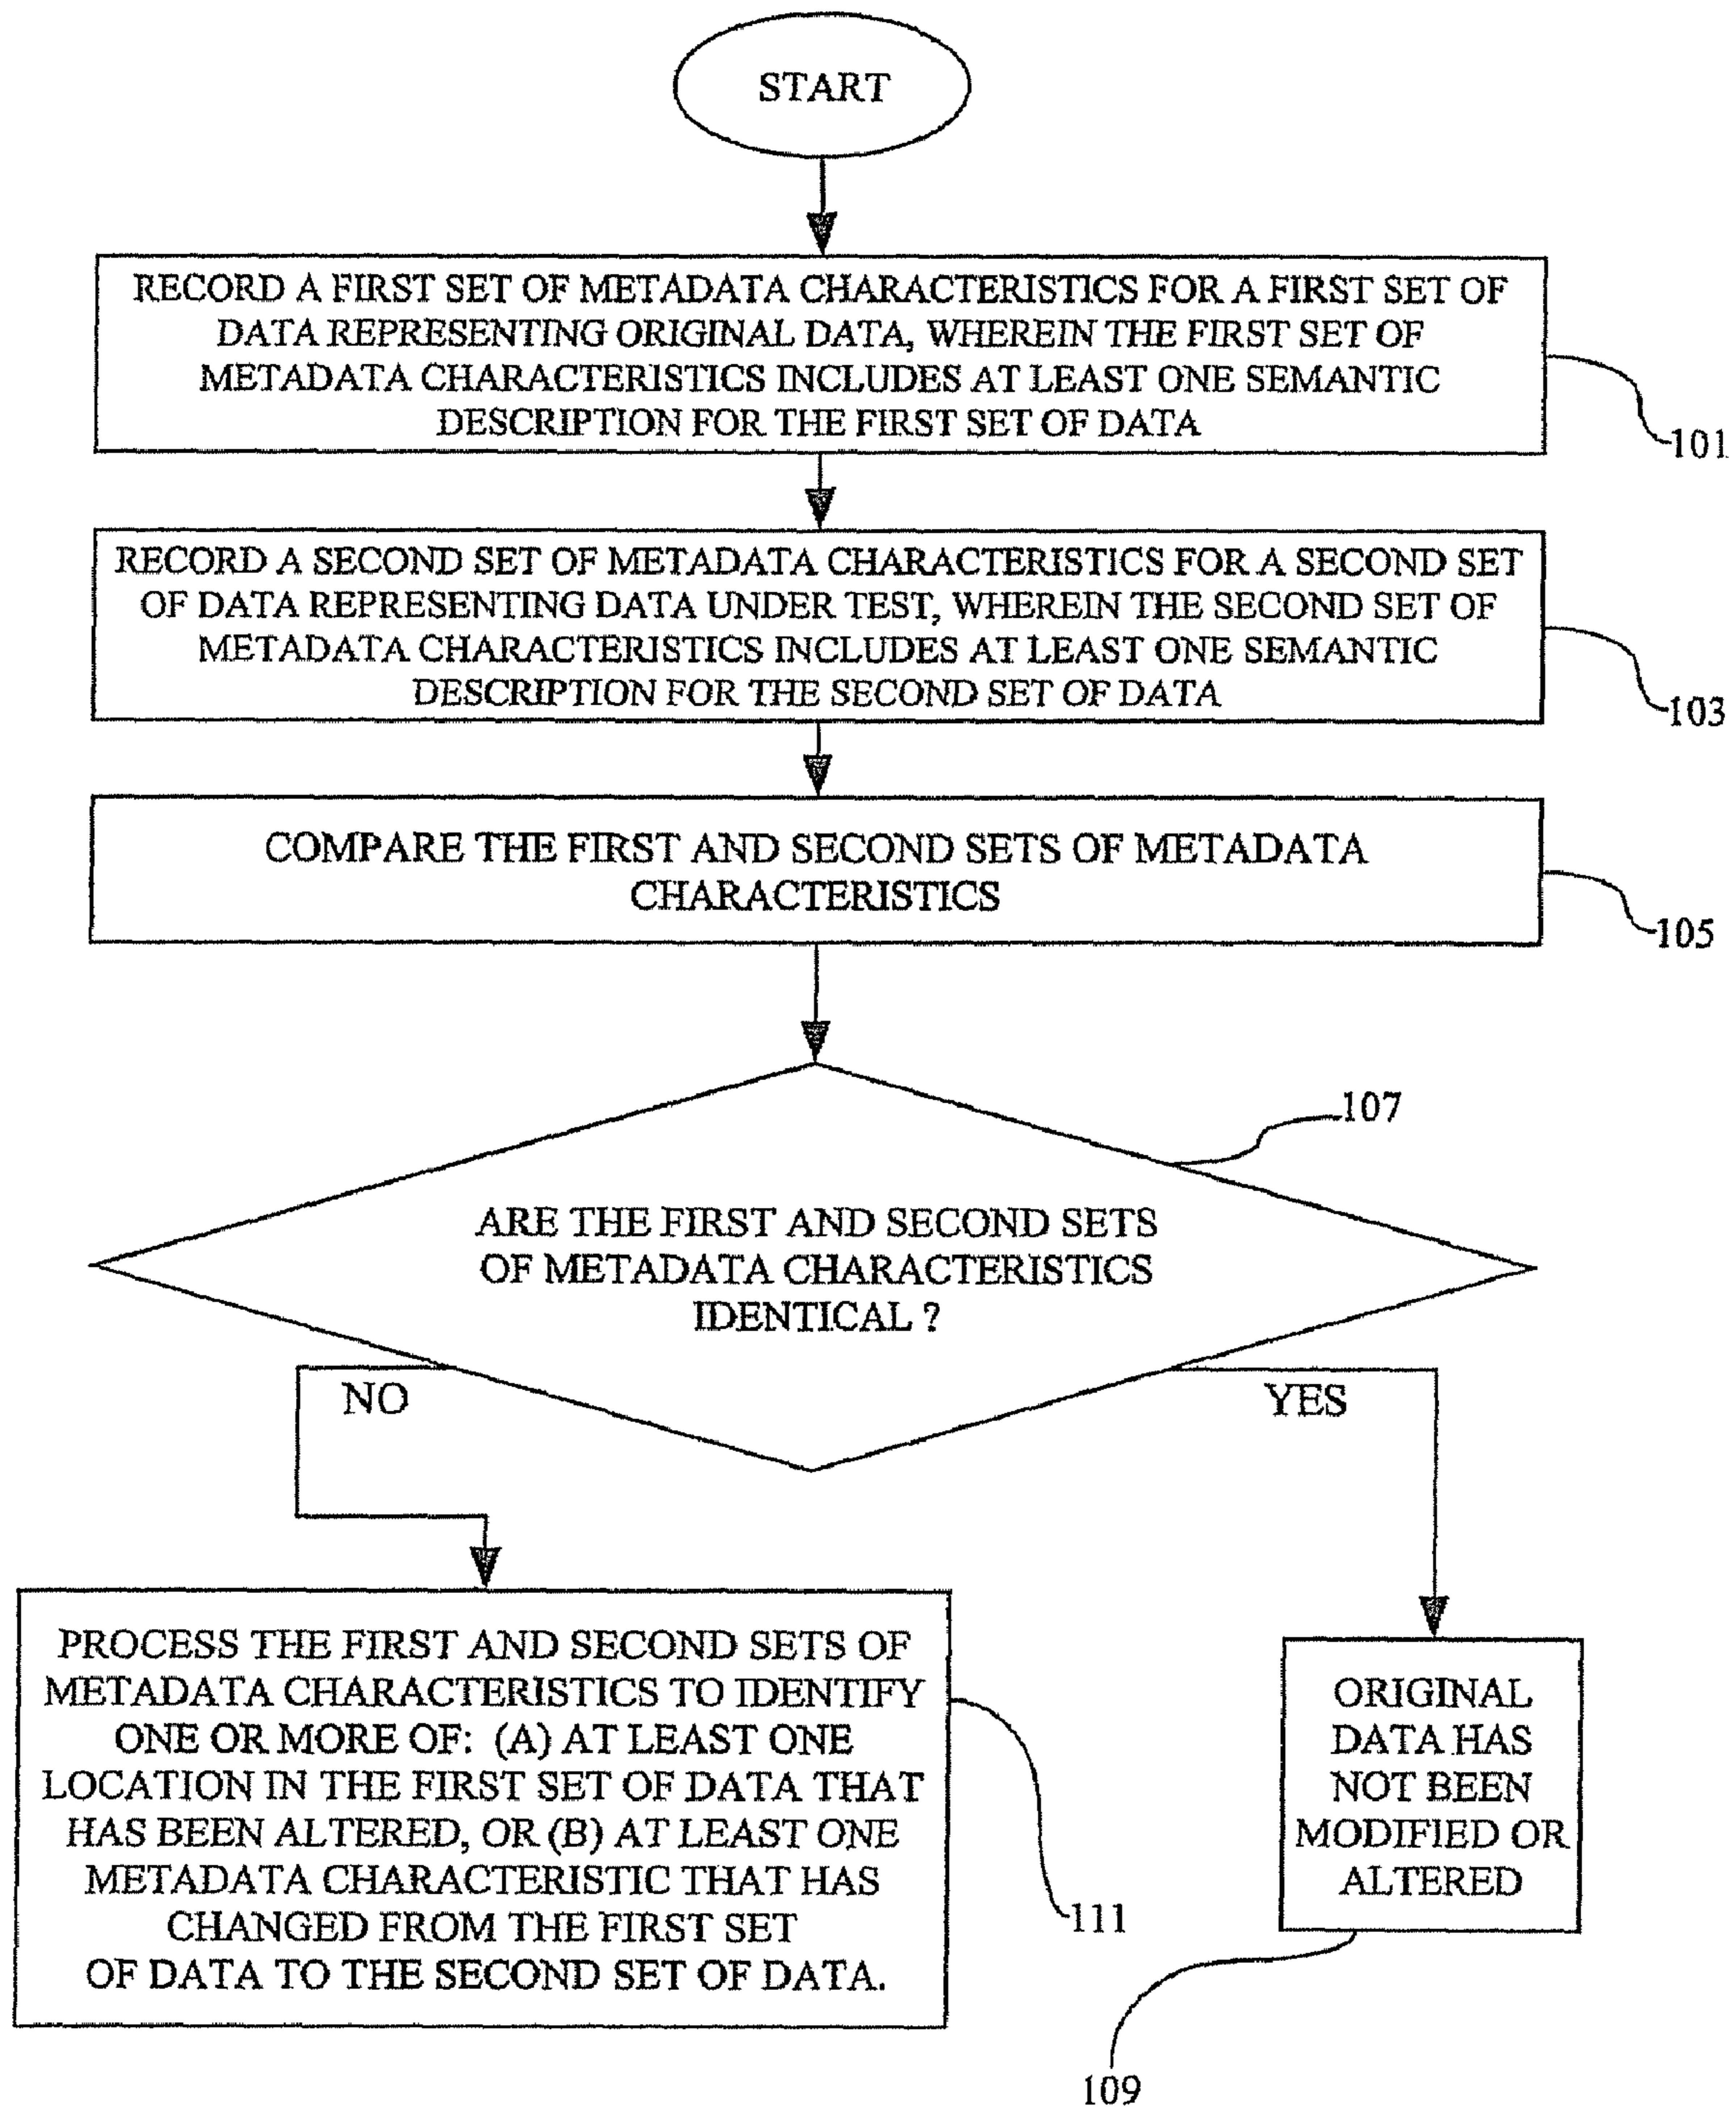 START
RECORD A FIRST SET OF METADATA CHARACTERISTICS FOR A FIRST SET OF
DATA REPRESENTING ORIGINAL DATA, WHEREIN THE FIRST SET OF
METADATA CHARACTERISTICS INCLUDES AT LEAST ONE SEMANTIC
DESCRIPTION FOR THE FIRST SET OF DATA
101
RECORD A SECOND SET OF METADATA CHARACTERISTICS FOR A SECOND SET
OF DATA REPRESENTING DATA UNDER TEST, WHEREIN THE SECOND SET OF
METADATA CHARACTERISTICS INCLUDES AT LEAST ONE SEMANTIC
DESCRIPTION FOR THE SECOND SET OF DATA
103
COMPARE THE FIRST AND SECOND SETS OF METADATA
CHARACTERISTICS
105
107
ARE THE FIRST AND SECOND SETS
OF METADATA CHARACTERISTICS
IDENTICAL ?
NO
YES
PROCESS THE FIRST AND SECOND SETS OF
METADATA CHARACTERISTICS TO IDENTIFY
ONE OR MORE OF: (A) AT LEAST ONE
LOCATION IN THE FIRST SET OF DATA THAT
HAS BEEN ALTERED, OR (B) AT LEAST ONE
METADATA CHARACTERISTIC THAT HAS
CHANGED FROM THE FIRST SET
OF DATA TO THE SECOND SET OF DATA.
111
ORIGINAL
DATA HAS
NOT BEEN
MODIFIED OR
ALTERED
109